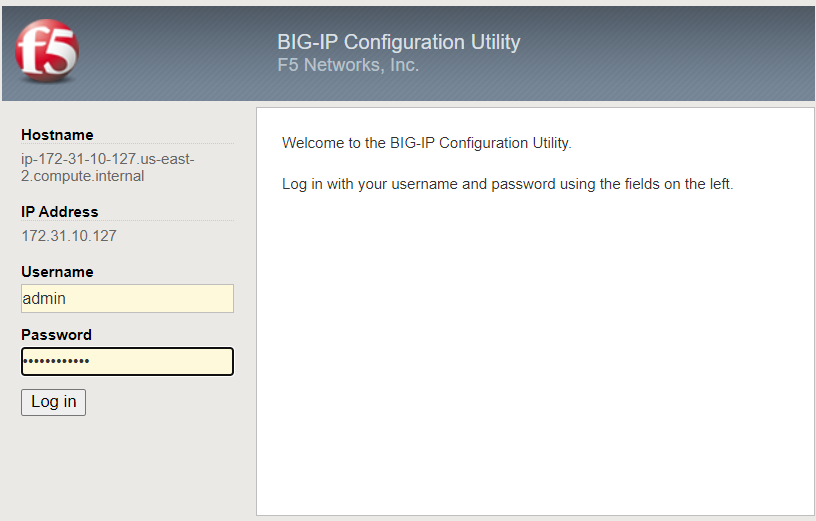 f5
BIG-IP Configuration Utility
F5 Networks, Inc.
Hostname
ip-172-31-10-127.us-east-
2.compute.internal
IP Address
172.31.10.127
Username
admin
Password
••••••••••••
Log in
Welcome to the BIG-IP Configuration Utility.
Log in with your username and password using the fields on the left.